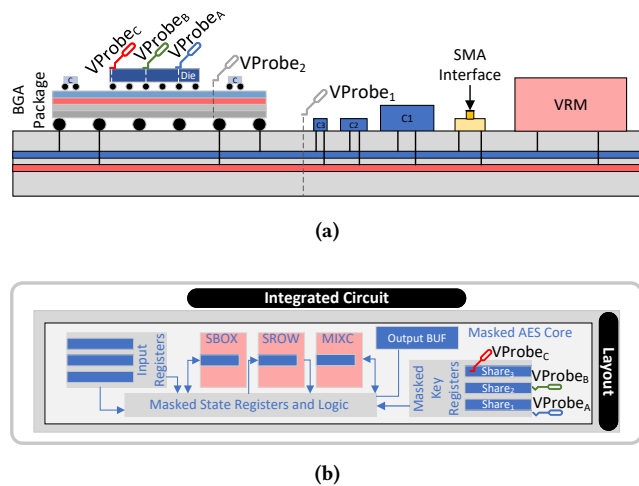 VProbeC
VProbeB
VProbeA
VProbe2
VProbe1
SMA
Interface
VRM
BGA
Package
C
Die
C
C3
C2
C1
(a)
Integrated Circuit
Layout
Input
Registers
SBOX
SROW
MIXC
Output BUF
Masked AES Core
VProbeC
Masked State Registers and Logic
Masked
Key
Registers
Share3
Share2
Share1
VProbeB
VProbeA
(b)